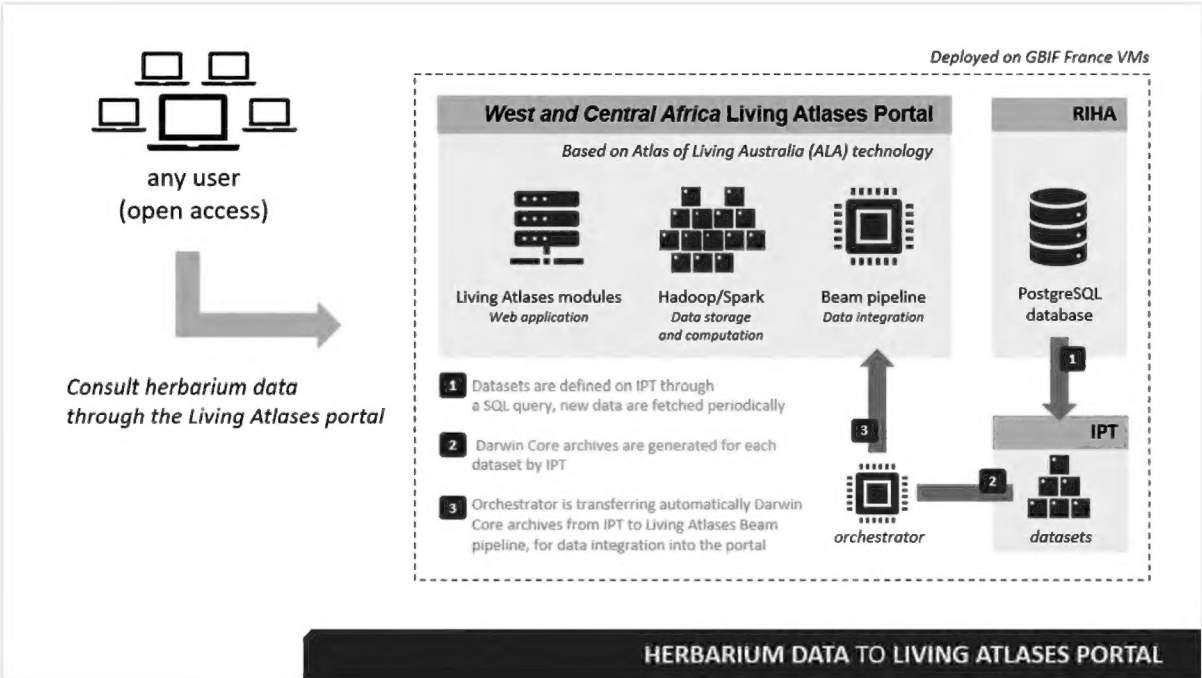 any user
(open access)
Consult herbarium data
through the Living Atlases portal
Deployed on GBIF France VMs
West and Central Africa Living Atlases Portal
Based on Atlas of Living Australia (ALA) technology
Living Atlases modules
Web application
Hadoop/Spark
Data storage
and computation
Beam pipeline
Data integration
RIHA
PostgreSQL
database
1
IPT
datasets
2
orchestrator
3
1 Datasets are defined on IPT through
a SQL query, new data are fetched periodically
2 Darwin Core archives are generated for each
dataset by IPT
3 Orchestrator is transferring automatically Darwin
Core archives from IPT to Living Atlases Beam
pipeline, for data integration into the portal
HERBARIUM DATA TO LIVING ATLASES PORTAL